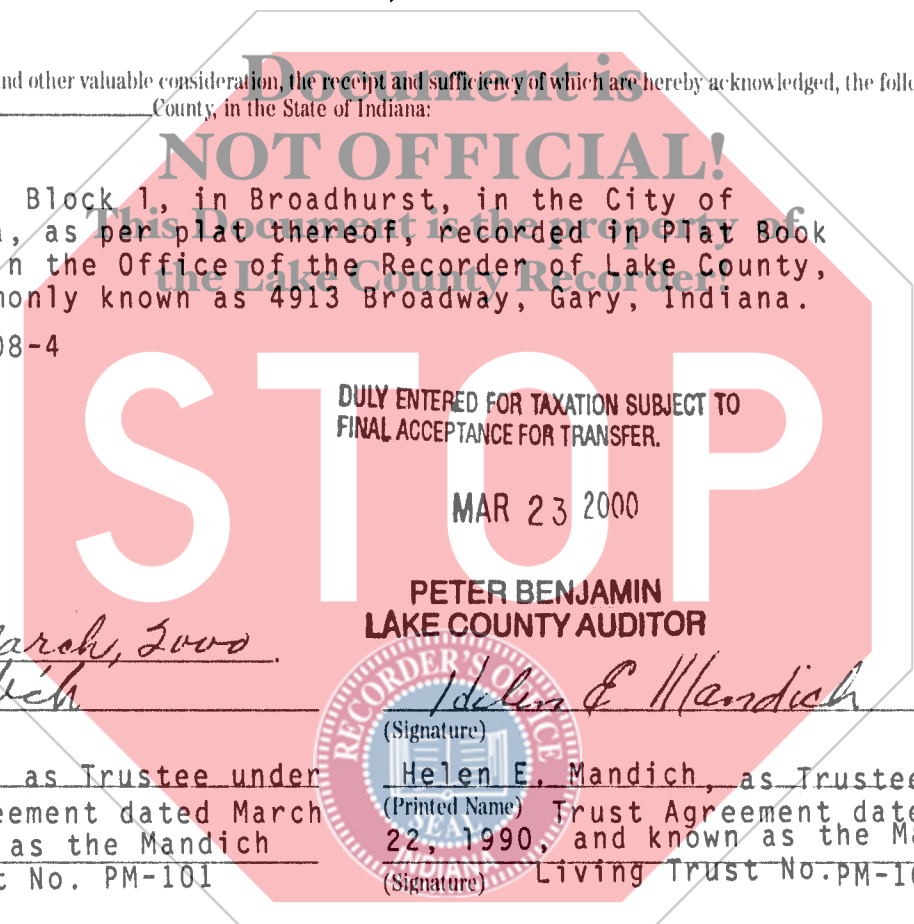 nd other valuable consideration, the receipt and sufficiency of which are hereby acknowledged, the follo
County, in the State of Indiana:
Document is
NOT OFFICIAL!
This Document is the property of
the Lake County Recorder!
Block 1, in Broadhurst, in the City of
, as per plat thereof, recorded in Plat Book
n the Office of the Recorder of Lake County,
monly known as 4913 Broadway, Gary, Indiana.
08-4
STOP
DULY ENTERED FOR TAXATION SUBJECT TO
FINAL ACCEPTANCE FOR TRANSFER.
MAR 23 2000
PETER BENJAMIN
LAKE COUNTY AUDITOR
arch, 2000
ich
Helen E Mandich
(Signature)
RECORDER'S OFFICE
SEAL
INDIANA
as Trustee under
eement dated March
as the Mandich
t No. PM-101
Helen E. Mandich, as Trustee
(Printed Name) Trust Agreement date
22, 1990, and known as the Ma
(Signature) Living Trust No. PM-10